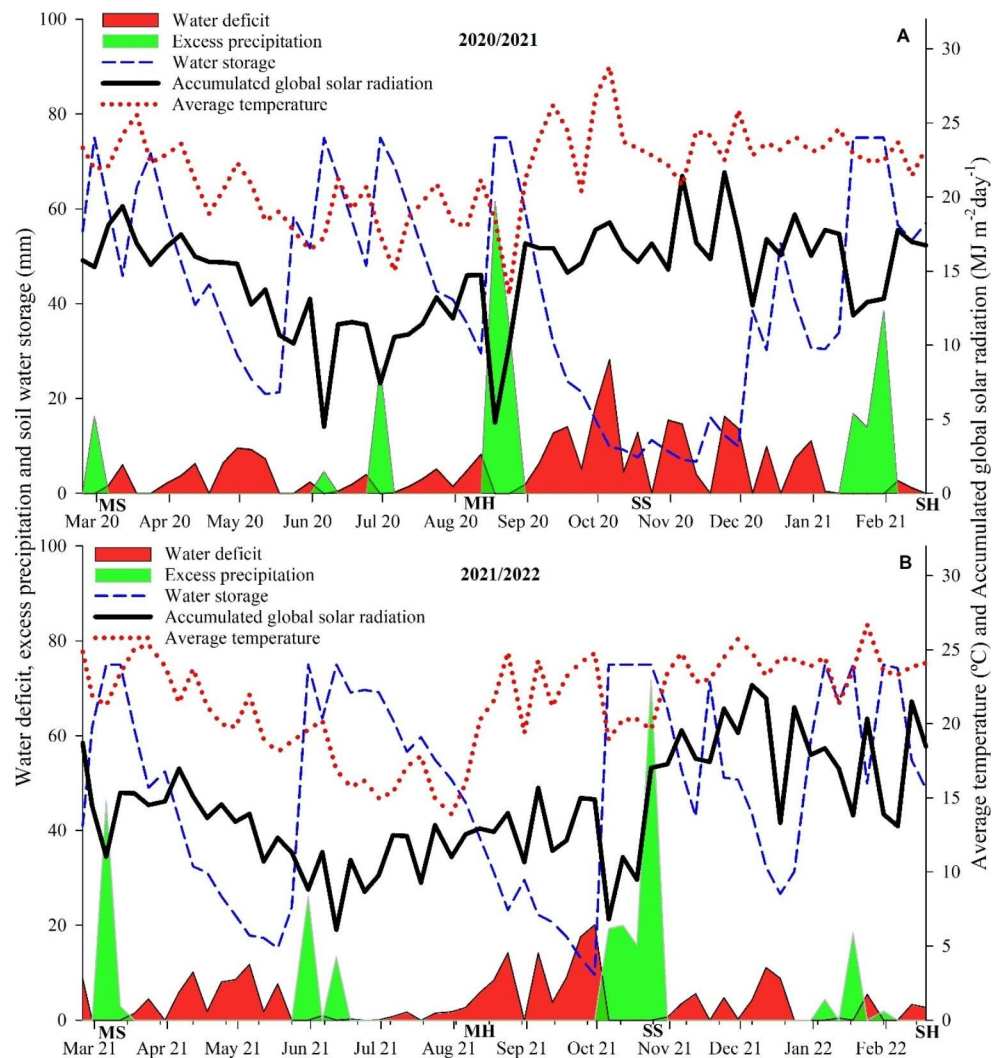 Water deficit, excess precipitation and soil water storage (mm)
Average temperature (ºC) and Accumulated global solar radiation (MJ m⁻² day⁻¹)
100
80
60
40
20
0
30
25
20
15
10
5
0
Water deficit
Excess precipitation
Water storage
Accumulated global solar radiation
Average temperature
2020/2021
A
MS MH SS SH
Mar 20 Apr 20 May 20 Jun 20 Jul 20 Aug 20 Sep 20 Oct 20 Nov 20 Dec 20 Jan 21 Feb 21
100
80
60
40
20
0
30
25
20
15
10
5
0
Water deficit
Excess precipitation
Water storage
Accumulated global solar radiation
Average temperature
2021/2022
B
MS MH SS SH
Mar 21 Apr 21 May 21 Jun 21 Jul 21 Aug 21 Sep 21 Oct 21 Nov 21 Dec 21 Jan 22 Feb 22